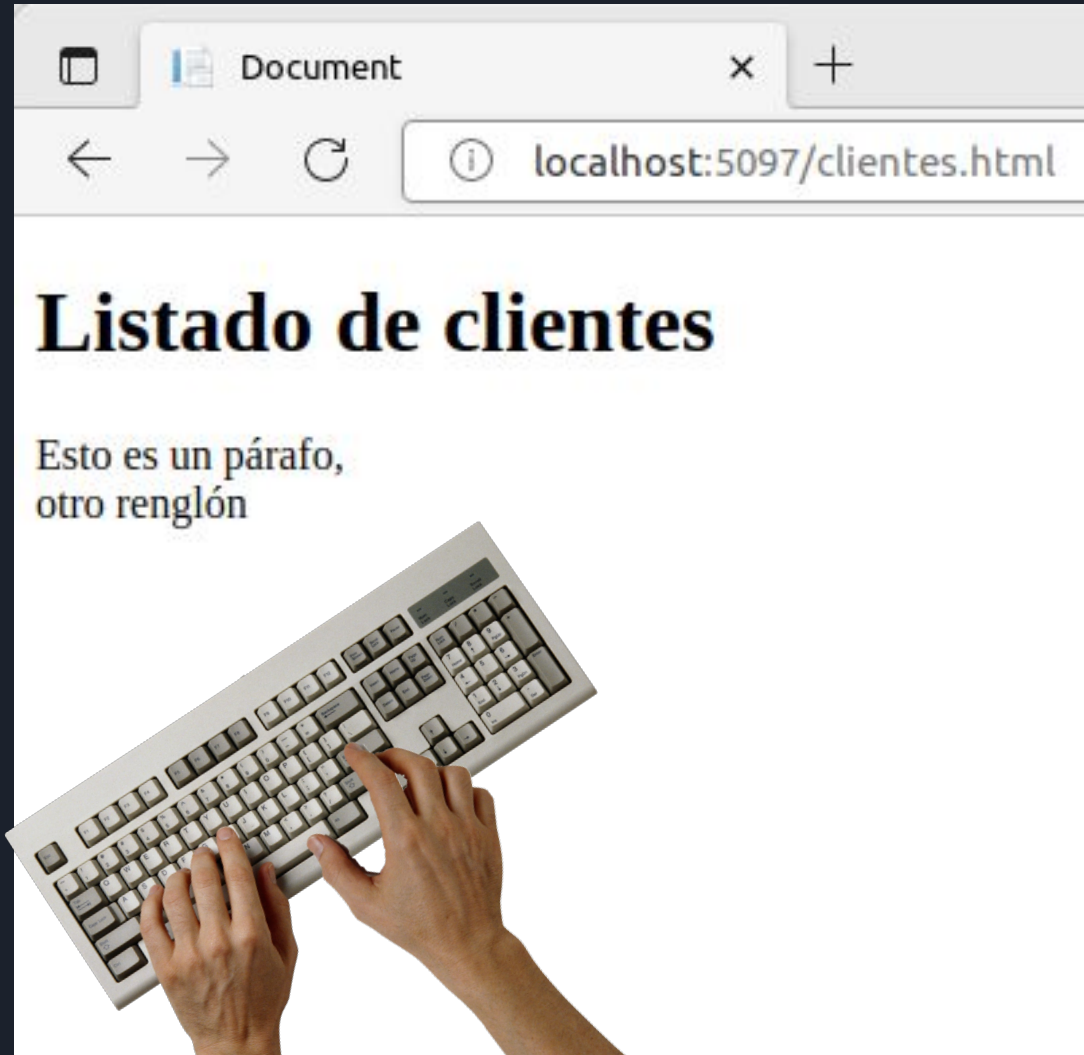 Document
localhost:5097/clientes.html
Listado de clientes
Esto es un párafo,
otro renglón